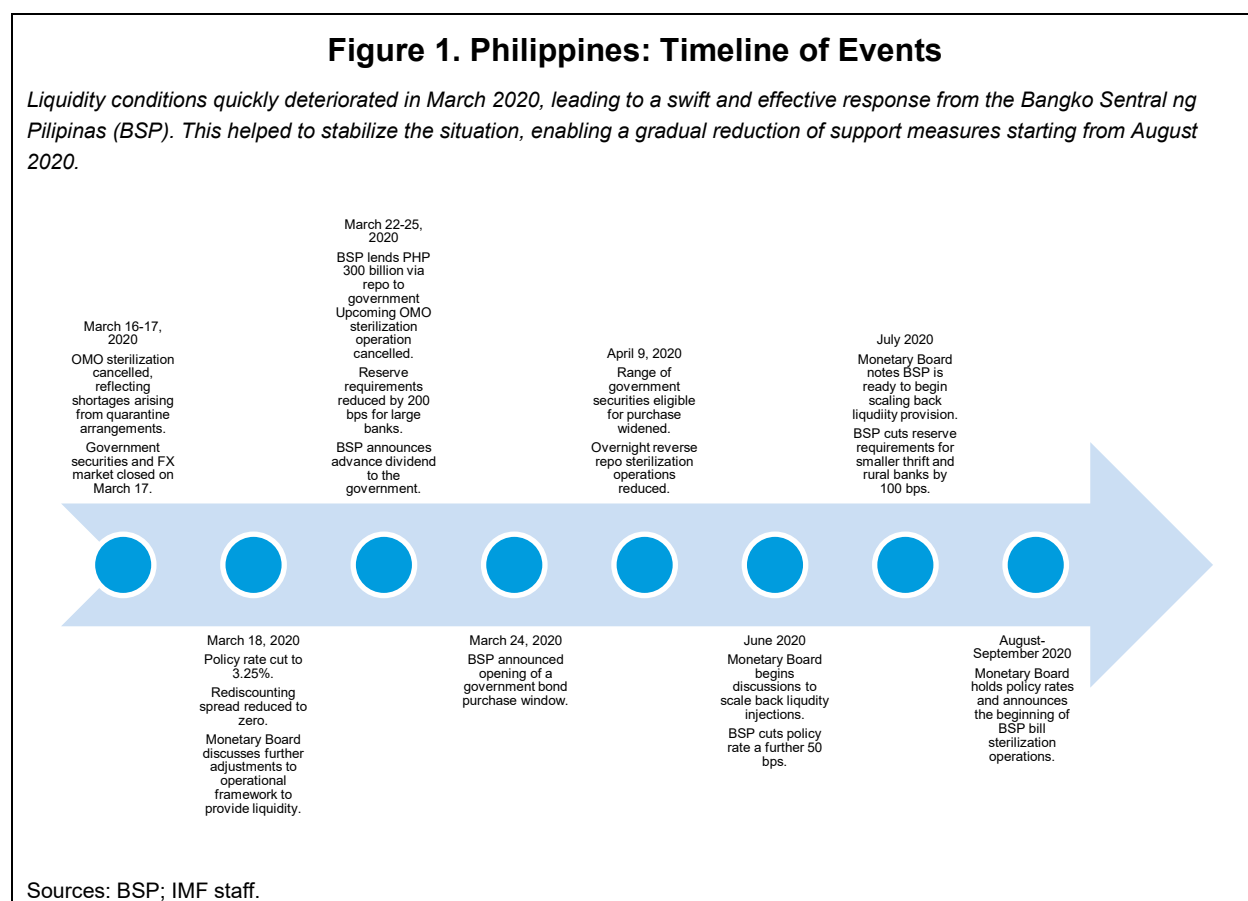 Figure 1. Philippines: Timeline of Events
Liquidity conditions quickly deteriorated in March 2020, leading to a swift and effective response from the Bangko Sentral ng
Pilipinas (BSP). This helped to stabilize the situation, enabling a gradual reduction of support measures starting from August
2020.
March 16-17,
2020
OMO sterilization
cancelled,
reflecting
shortages arising
from quarantine
arrangements.
Government
securities and FX
market closed on
March 17.
March 18, 2020
Policy rate cut to
3.25%.
Rediscounting
spread reduced to
zero.
Monetary Board
discusses further
adjustments to
operational
framework to
provide liquidity.
March 22-25,
2020
BSP lends PHP
300 billion via
repo to
government
Upcoming OMO
sterilization
operation
cancelled.
Reserve
requirements
reduced by 200
bps for large
banks.
BSP announces
advance dividend
to the
government.
March 24, 2020
BSP announced
opening of a
government bond
purchase window.
April 9, 2020
Range of
government
securities eligible
for purchase
widened.
Overnight reverse
repo sterilization
operations
reduced.
June 2020
Monetary Board
begins
discussions to
scale back liqudity
injections.
BSP cuts policy
rate a further 50
bps.
July 2020
Monetary Board
notes BSP is
ready to begin
scaling back
liqudiity provision.
BSP cuts reserve
requirements for
smaller thrift and
rural banks by
100 bps.
August-
September 2020
Monetary Board
holds policy rates
and announces
the beginning of
BSP bill
sterilization
operations.
Sources: BSP; IMF staff.